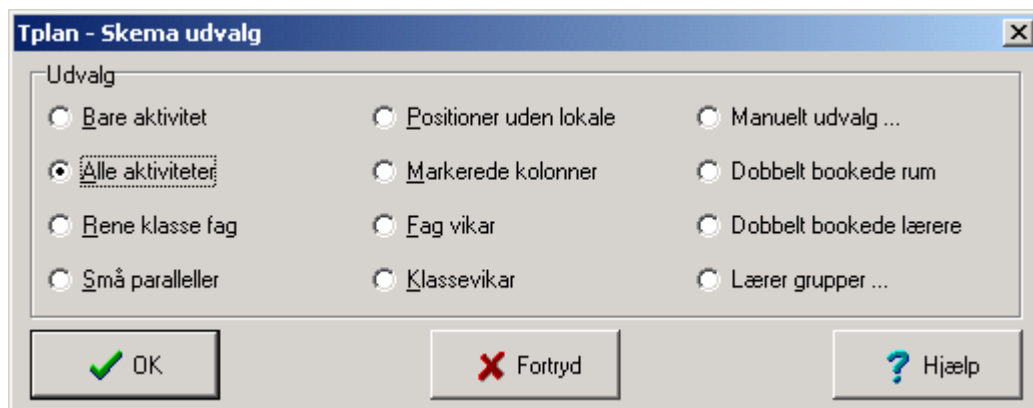 Tplan - Skema udvalg
Udvalg
Bare aktivitet
Positioner uden lokale
Manuelt udvalg ...
Alle aktiviteter
Markerede kolonner
Dobbelt bookede rum
Rene klasse fag
Fag vikar
Dobbelt bookede lærere
Små paralleller
Klassevikar
Lærer grupper ...
OK
Fortryd
Hjælp